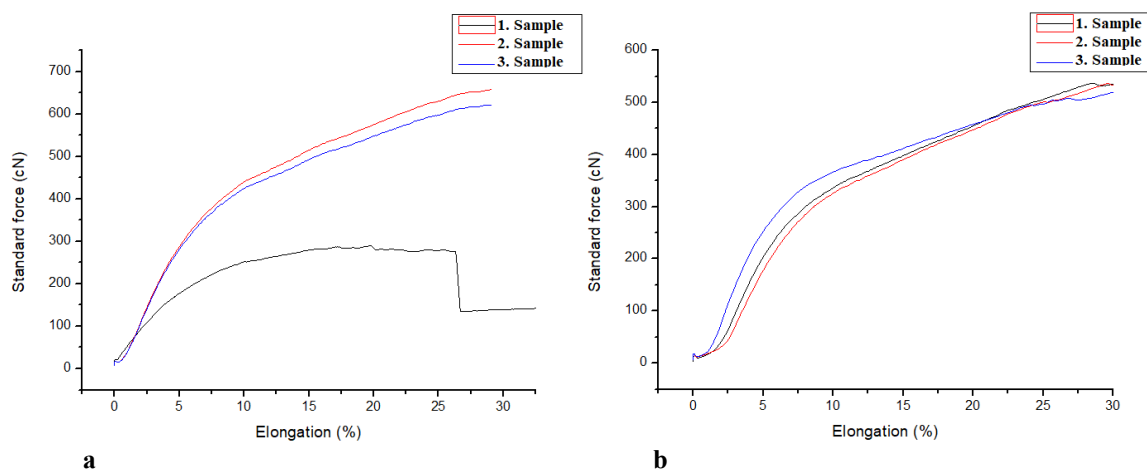 1. Sample
2. Sample
3. Sample
700
600
500
400
300
200
100
0
Standard force (cN)
0 5 10 15 20 25 30
Elongation (%)
a
1. Sample
2. Sample
3. Sample
600
500
400
300
200
100
0
Standard force (cN)
0 5 10 15 20 25 30
Elongation (%)
b